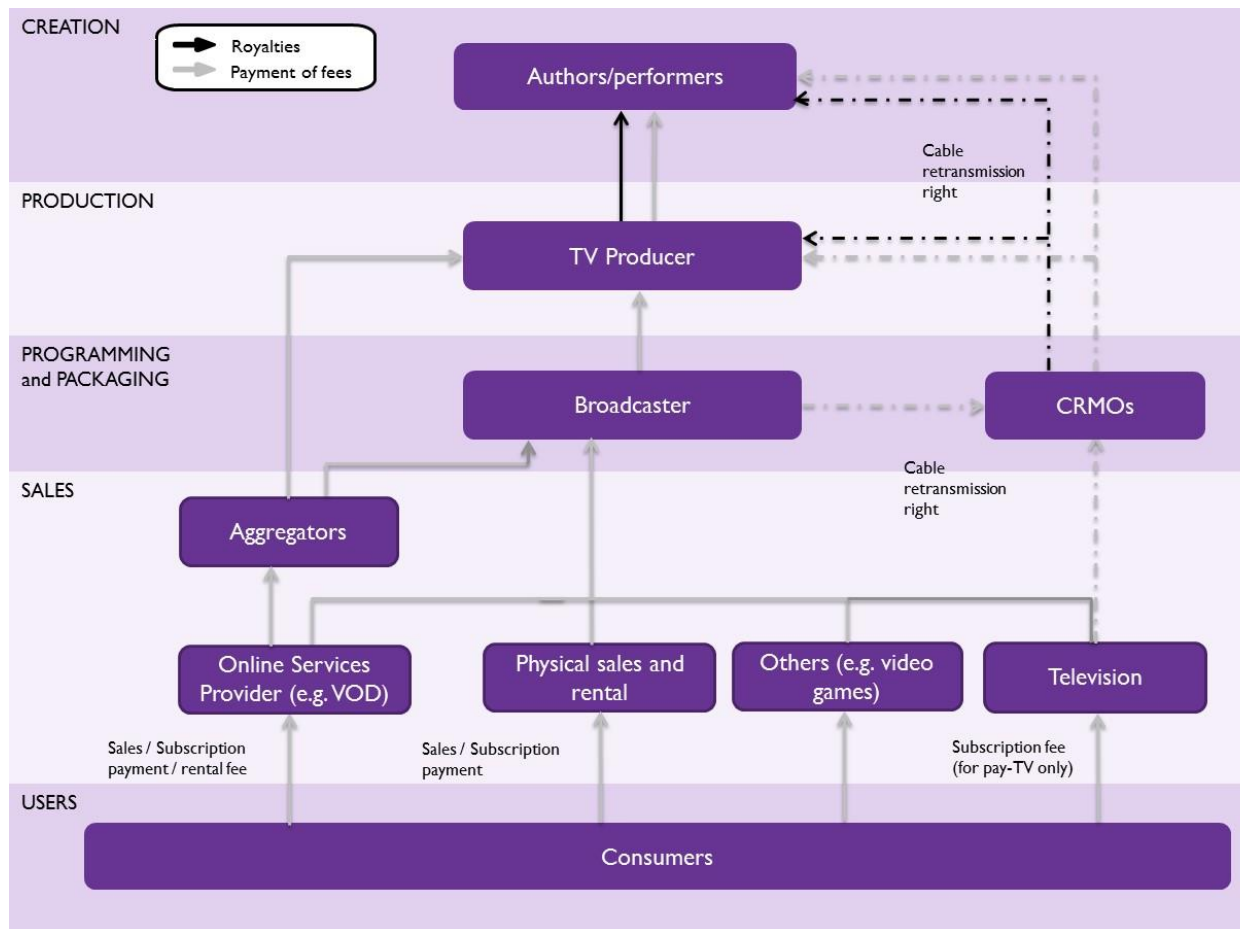 CREATION
Royalties
Payment of fees
Authors/performers
Cable
retransmission
right
PRODUCTION
TV Producer
PROGRAMMING
and PACKAGING
Broadcaster
CRMOs
Cable
retransmission
right
SALES
Aggregators
Online Services
Provider (e.g. VOD)
Physical sales and
rental
Others (e.g. video
games)
Television
Sales / Subscription
payment / rental fee
Sales / Subscription
payment
Subscription fee
(for pay-TV only)
USERS
Consumers